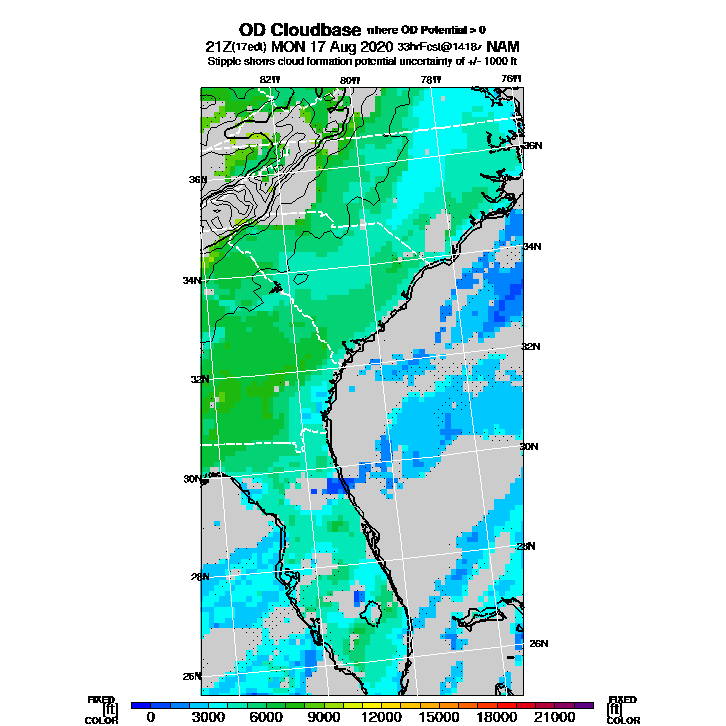 OD Cloudbase where OD Potential > 0
21Z(17edt) MON 17 Aug 2020 33hrFcst@1418z NAM
Stipple shows cloud formation potential uncertainty of +/- 1000 ft
82W 80W 78W 76W
36N 36N
34N 34N
32N 32N
30N 30N
28N 28N
26N 26N
FIXED FIXED
[ft] 0 3000 6000 9000 12000 15000 18000 21000 [ft]
COLOR COLOR